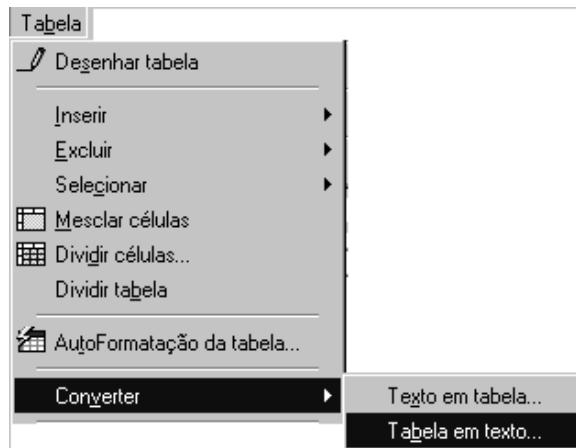 Tabela
Desenhar tabela
Inserir
Excluir
Selecionar
Mesclar células
Dividir células...
Dividir tabela
AutoFormatação da tabela...
Converter
Texto em tabela...
Tabela em texto...